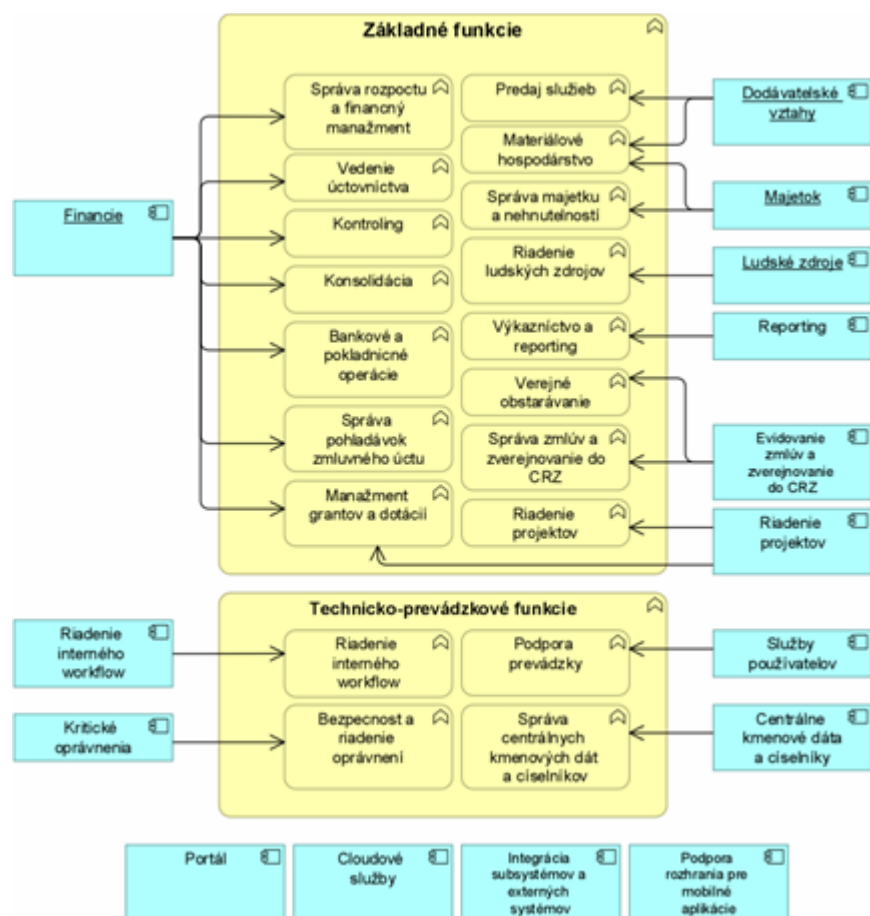 Základné funkcie
Správa rozpoctu
a financný
manažment
Vedenie
úctovníctva
Kontroling
Konsolidácia
Bankové a
pokladnicné
operácie
Správa
pohladávok
zmluvného úctu
Manažment
grantov a dotácií
Predaj služieb
Materiálové
hospodárstvo
Správa majetku
a nehnutelností
Riadenie
ludských zdrojov
Výkazníctvo a
reporting
Verejné
obstarávanie
Správa zmlúv a
zverejnovanie do
CRZ
Riadenie
projektov
Financie
Dodávatelské
vztahy
Majetok
Ludské zdroje
Reporting
Evidovanie
zmlúv a
zverejnovanie
do CRZ
Riadenie
projektov
Technicko-prevádzkové funkcie
Riadenie
interného
workflow
Podpora
prevádzky
Bezpecnost a
riadenie
oprávnení
Správa
centrálnych
kmenových dát
a císelníkov
Riadenie
interného
workflow
Kritické
oprávnenia
Služby
používatelov
Centrálne
kmenové dáta
a císelníky
Portál
Cloudové
služby
Integrácia
subsystémov a
externých
systémov
Podpora
rozhrania pre
mobilné
aplikácie